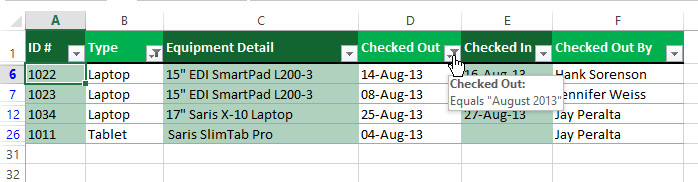 A B C D E F
1 ID # Type Equipment Detail Checked Out Checked In Checked Out By
6 1022 Laptop 15" EDI SmartPad L200-3 14-Aug-13 16-Aug-13 Hank Sorenson
7 1023 Laptop 15" EDI SmartPad L200-3 08-Aug-13 Jennifer Weiss
Checked Out:
Equals "August 2013"
12 1034 Laptop 17" Saris X-10 Laptop 25-Aug-13 27-Aug-13 Jay Peralta
26 1011 Tablet Saris SlimTab Pro 04-Aug-13 Jay Peralta
31
32